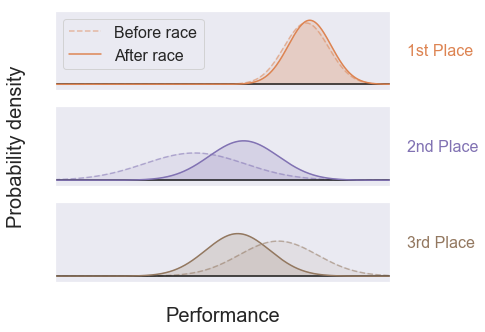 Before race
After race
1st Place
2nd Place
3rd Place
Probability density
Performance